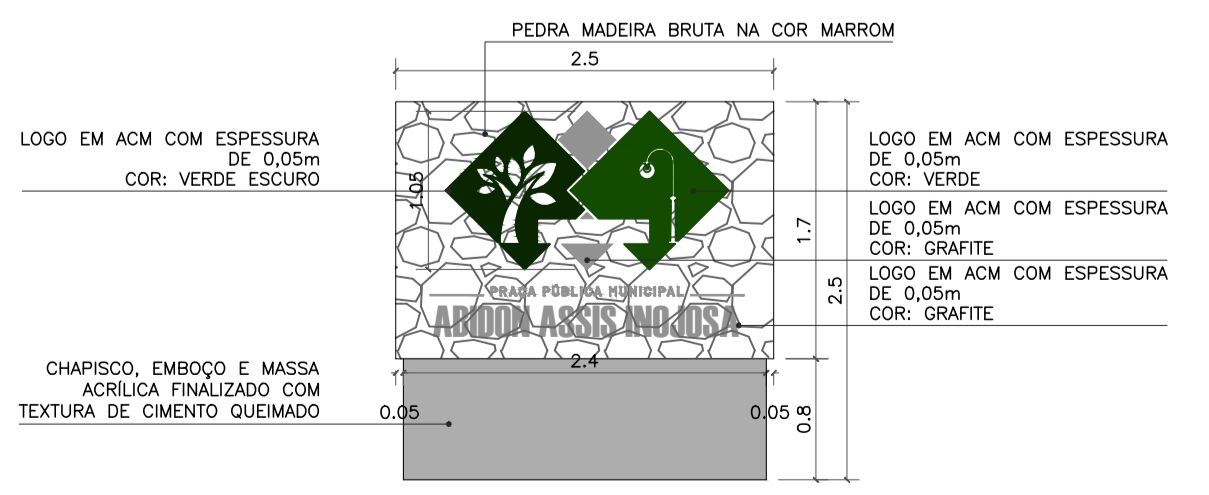 PEDRA MADEIRA BRUTA NA COR MARROM
2.5
LOGO EM ACM COM ESPESSURA
DE 0,05m
COR: VERDE ESCURO
1.05
LOGO EM ACM COM ESPESSURA
DE 0,05m
COR: VERDE
LOGO EM ACM COM ESPESSURA
DE 0,05m
COR: GRAFITE
LOGO EM ACM COM ESPESSURA
DE 0,05m
COR: GRAFITE
1.7
2.5
PRAÇA PÚBLICA MUNICIPAL
ABIDON ASSIS INOJOSA
2.4
CHAPISCO, EMBOÇO E MASSA
ACRÍLICA FINALIZADO COM
TEXTURA DE CIMENTO QUEIMADO
0.05
0.05
0.8